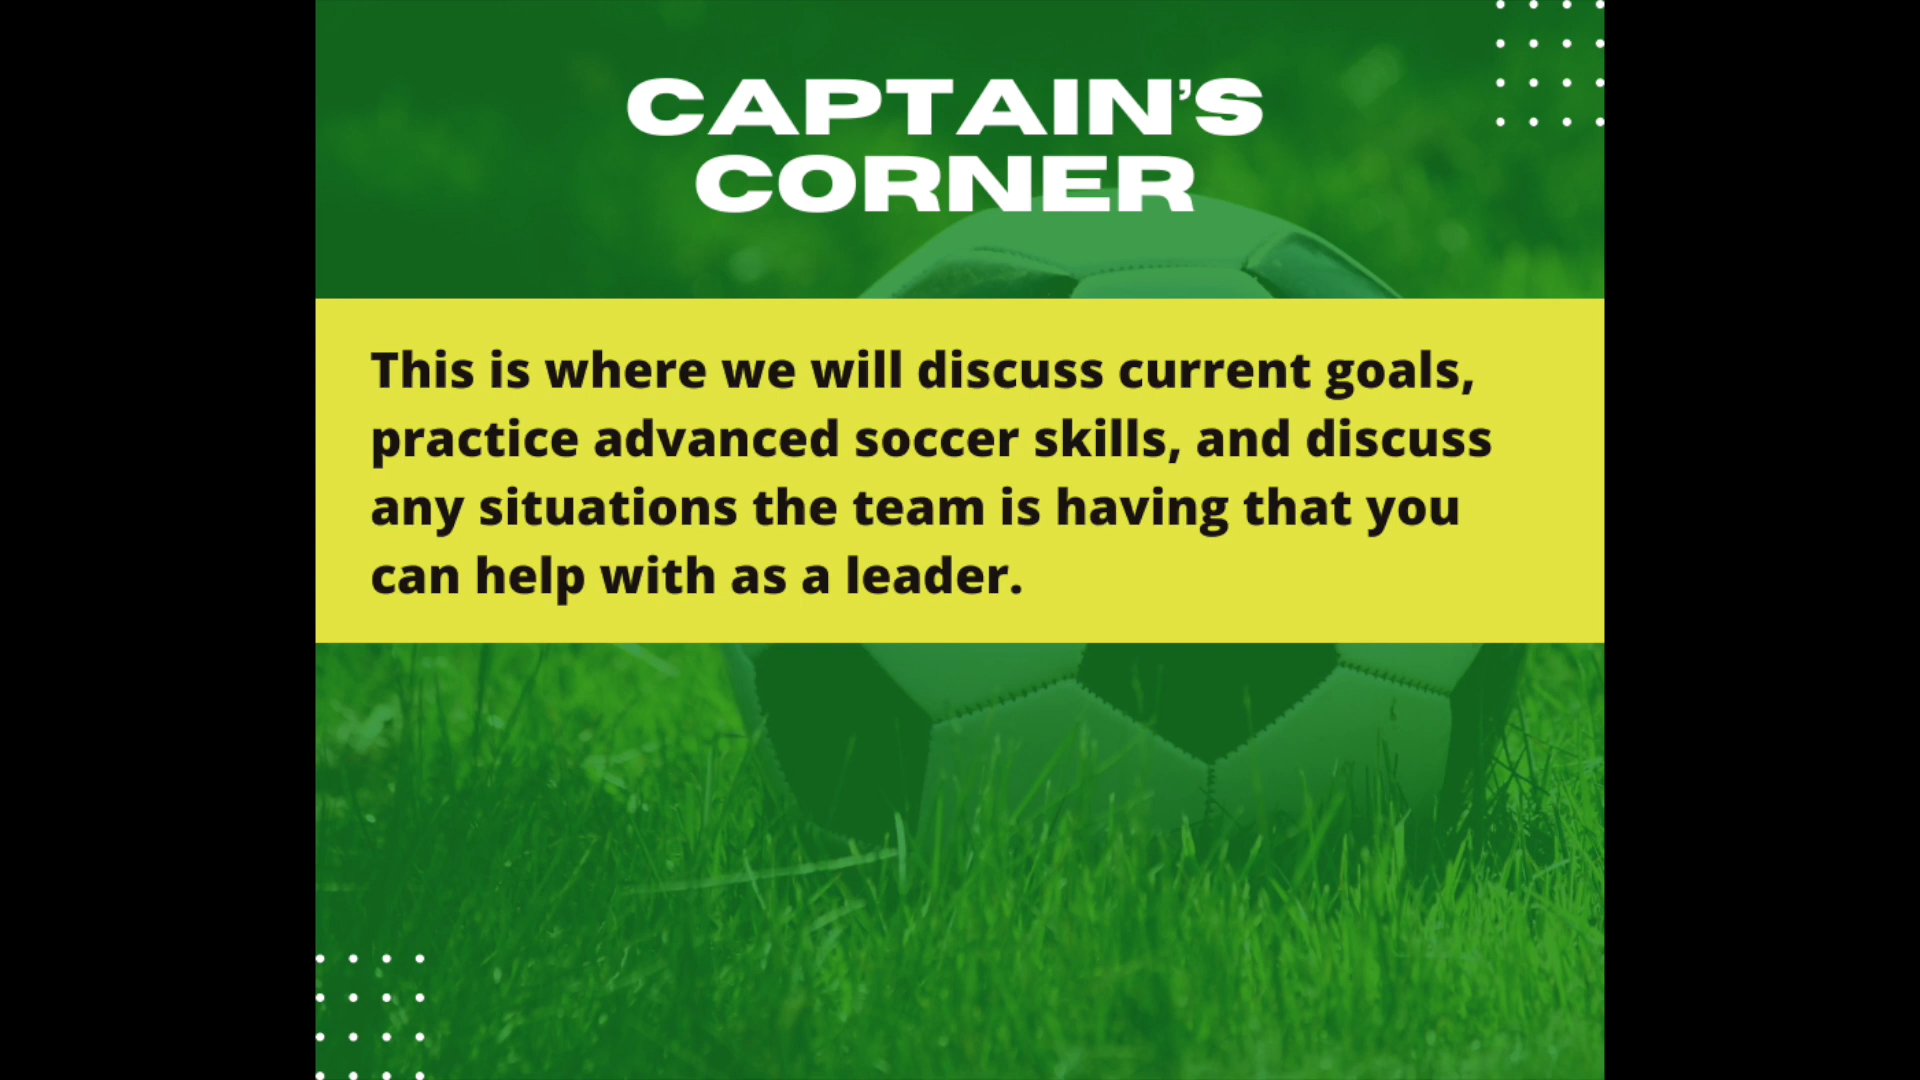 CAPTAIN'S
CORNER
This is where we will discuss current goals,
practice advanced soccer skills, and discuss
any situations the team is having that you
can help with as a leader.